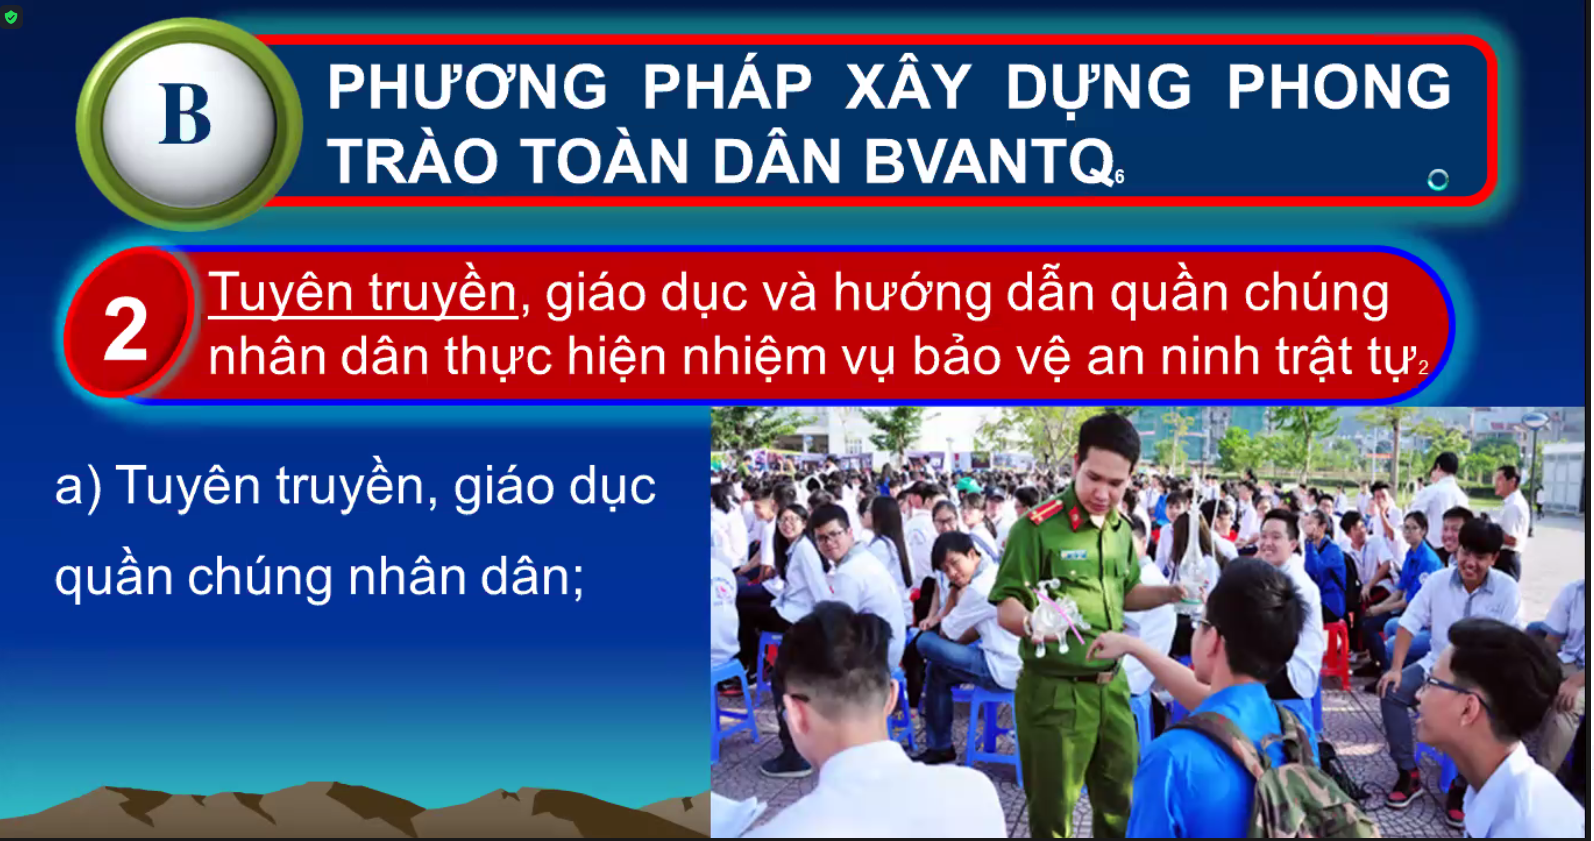 B
PHƯƠNG PHÁP XÂY DỰNG PHONG
TRÀO TOÀN DÂN BVANTQ6
2
Tuyên truyền, giáo dục và hướng dẫn quần chúng
nhân dân thực hiện nhiệm vụ bảo vệ an ninh trật tự2
a) Tuyên truyền, giáo dục
quần chúng nhân dân;